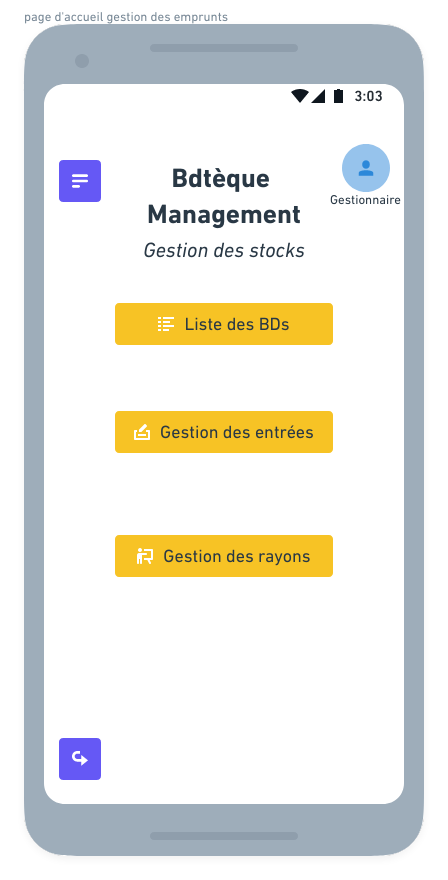 page d'accueil gestion des emprunts
3:03
Bdtèque
Management
Gestionnaire
Gestion des stocks
Liste des BDs
Gestion des entrées
Gestion des rayons